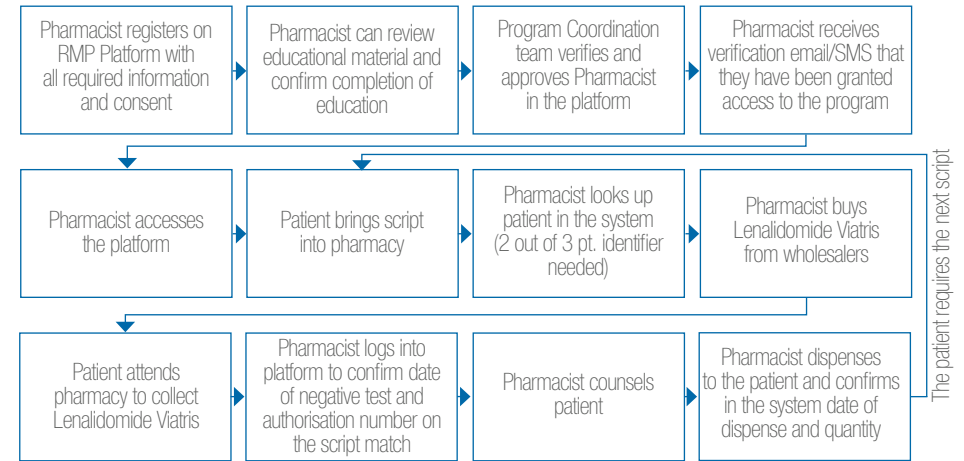 Pharmacist registers on
RMP Platform with
all required information
and consent
Pharmacist can review
educational material and
confirm completion of
education
Program Coordination
team verifies and
approves Pharmacist
in the platform
Pharmacist receives
verification email/SMS that
they have been granted
access to the program
Pharmacist accesses
the platform
Patient brings script
into pharmacy
Pharmacist looks up
patient in the system
(2 out of 3 pt. identifier
needed)
Pharmacist buys
Lenalidomide Viatris
from wholesalers
Patient attends
pharmacy to collect
Lenalidomide Viatris
Pharmacist logs into
platform to confirm date
of negative test and
authorisation number on
the script match
Pharmacist counsels
patient
Pharmacist dispenses
to the patient and confirms
in the system date of
dispense and quantity
The patient requires the next script